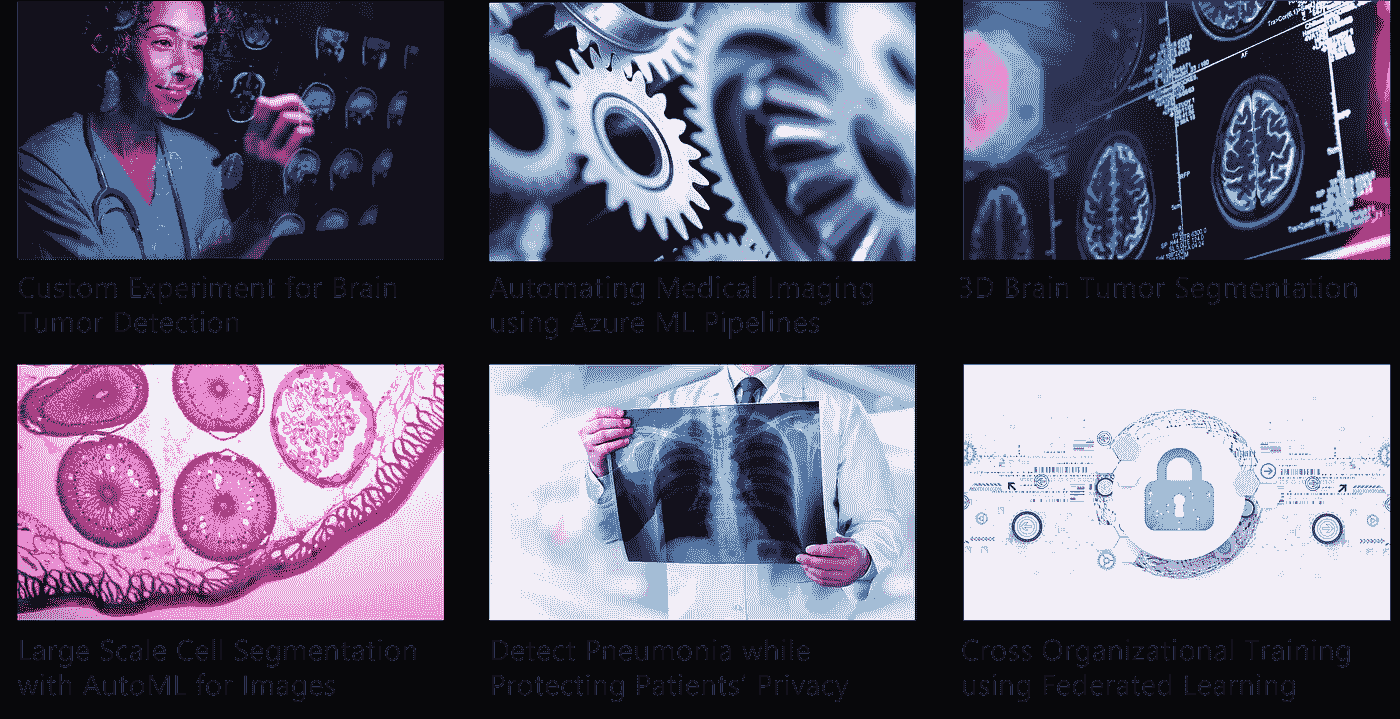 Custom Experiment for Brain
Tumor Detection
Automating Medical Imaging
using Azure ML Pipelines
3D Brain Tumor Segmentation
Large Scale Cell Segmentation
with AutoML for Images
Detect Pneumonia while
Protecting Patients' Privacy
Cross Organizational Training
using Federated Learning